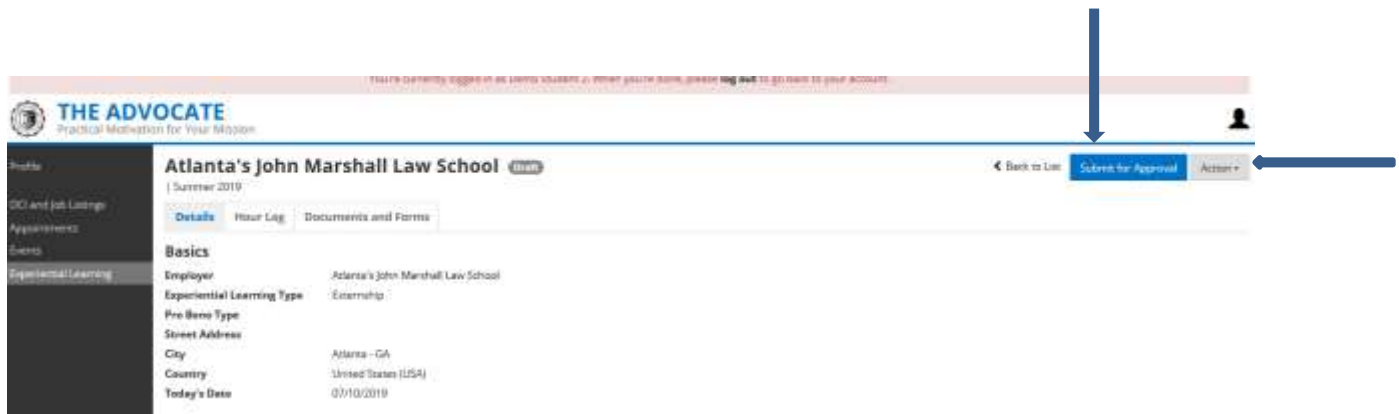 You're currently logged in as Demo Student 2. When you're done, please log out to go back to your account.
THE ADVOCATE
Practical Motivation for Your Mission
Profile
OCI and Job Listings
Appointments
Events
Experiential Learning
Atlanta's John Marshall Law School Draft
Back to List Submit for Approval Action
| Summer 2019
Details Hour Log Documents and Forms
Basics
Employer Atlanta's John Marshall Law School
Experiential Learning Type Externship
Pro Bono Type
Street Address
City Atlanta - GA
Country United States (USA)
Today's Date 07/10/2019